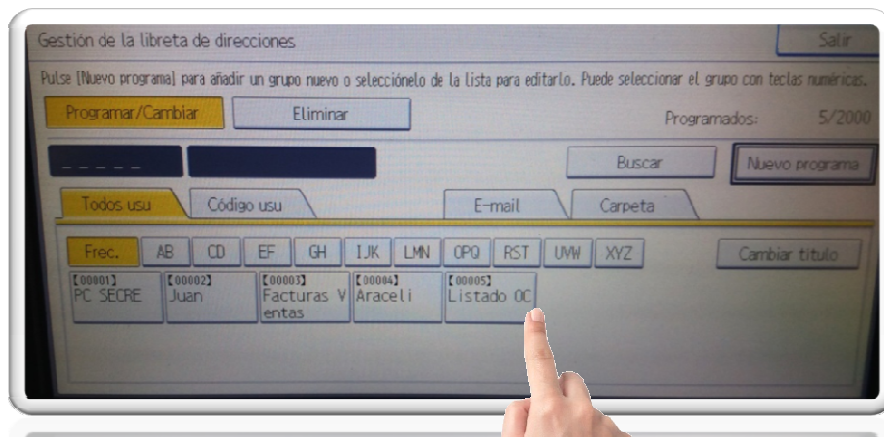 Gestión de la libreta de direcciones
Salir
Pulse [Nuevo programa] para añadir un grupo nuevo o selecciónelo de la lista para editarlo. Puede seleccionar el grupo con teclas numéricas.
Programar/Cambiar
Eliminar
Programados: 5/2000
_ _ _ _ _
Buscar
Nuevo programa
Todos usu
Código usu
E-mail
Carpeta
Frec. AB CD EF GH IJK LMN OPQ RST UVW XYZ
Cambiar título
【00001】
PC SECRE
【00002】
Juan
【00003】
Facturas V
entas
【00004】
Araceli
【00005】
Listado OC